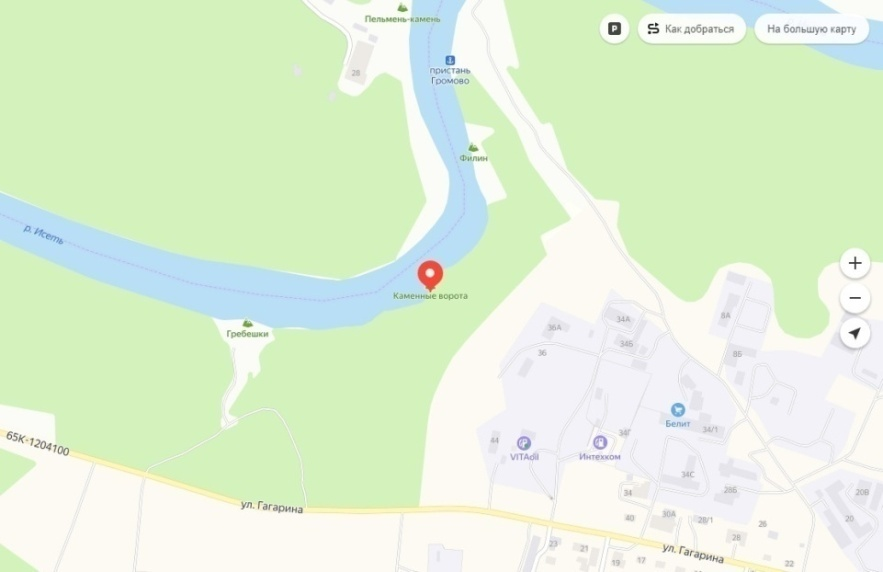 Пельмень-камень
P
Как добраться
На большую карту
28
пристань
Громово
Филин
р. Исеть
Каменные ворота
Гребешки
34А
36А
34Б
36
8А
8Б
65К-1204100
44
VITAoil
Интехком
34Г
Белит
34/1
34С
28Б
34
20В
20
ул. Гагарина
40
30А
28/1
26
28
23
21
19
17
ул. Гагарина
32